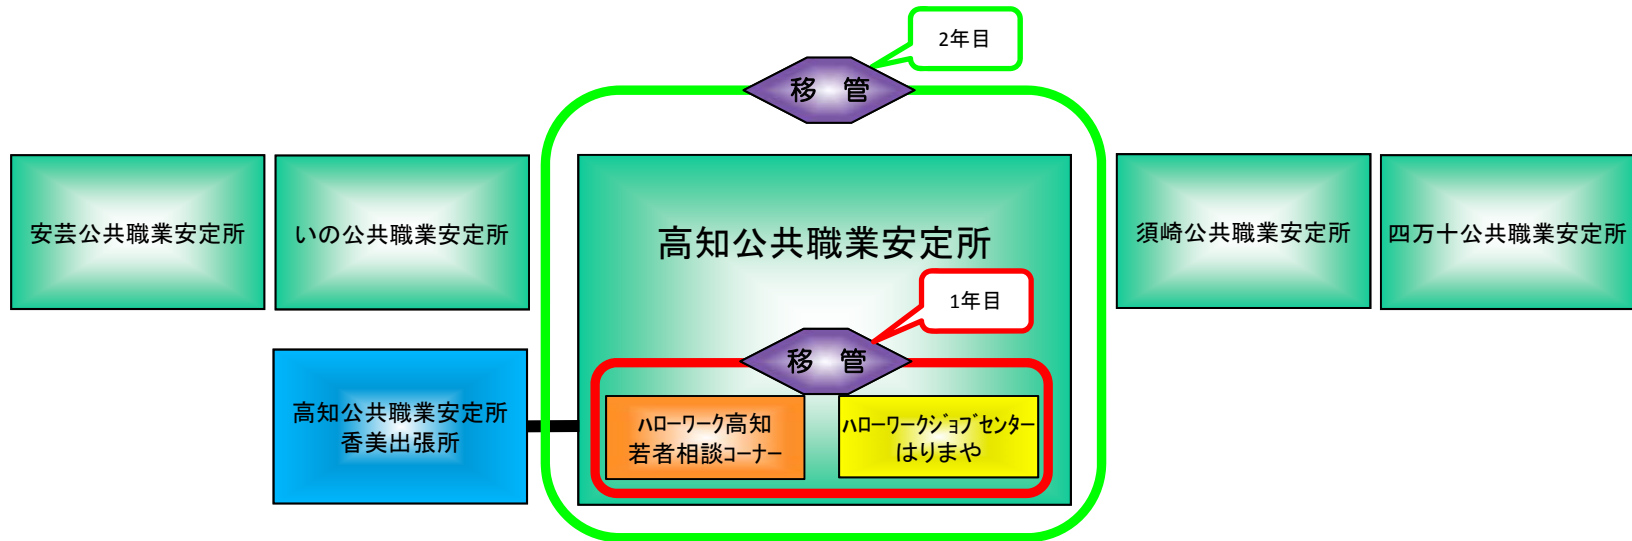 2年目
移　管
安芸公共職業安定所
いの公共職業安定所
高知公共職業安定所
須崎公共職業安定所
四万十公共職業安定所
1年目
移　管
高知公共職業安定所
香美出張所
ﾊﾛｰﾜｰｸ高知
若者相談ｺｰﾅｰ
ﾊﾛｰﾜｰｸｼﾞｮﾌﾞｾﾝﾀｰ
はりまや